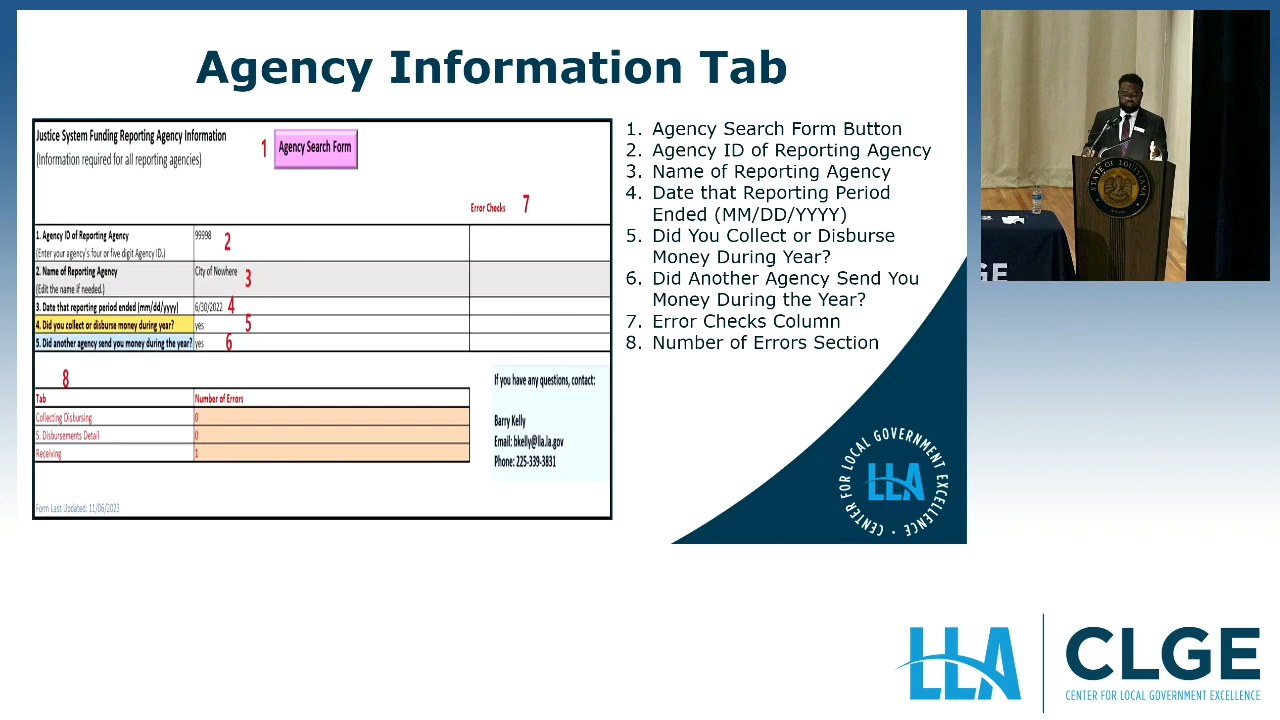 Agency Information Tab
Justice System Funding Reporting Agency Information
(Information required for all reporting agencies)
1
Agency Search Form
Error Checks
7
1. Agency ID of Reporting Agency
(Enter your agency's four or five digit Agency ID.)
99998
2
2. Name of Reporting Agency
(Edit the name if needed.)
City of Nowhere
3
3. Date that reporting period ended (mm/dd/yyyy)
6/30/2022
4
4. Did you collect or disburse money during year?
yes
5
5. Did another agency send you money during the year?
yes
6
8
Tab
Number of Errors
Collecting Disbursing
0
5. Disbursements Detail
0
Receiving
1
If you have any questions, contact:
Barry Kelly
Email: bkelly@lla.la.gov
Phone: 225-339-3831
Form Last Updated: 11/06/2023
1. Agency Search Form Button
2. Agency ID of Reporting Agency
3. Name of Reporting Agency
4. Date that Reporting Period
Ended (MM/DD/YYYY)
5. Did You Collect or Disburse
Money During Year?
6. Did Another Agency Send You
Money During the Year?
7. Error Checks Column
8. Number of Errors Section
CENTER FOR LOCAL GOVERNMENT EXCELLENCE
LLA
STATE OF LOUISIANA
GE
LLA
CLGE
CENTER FOR LOCAL GOVERNMENT EXCELLENCE